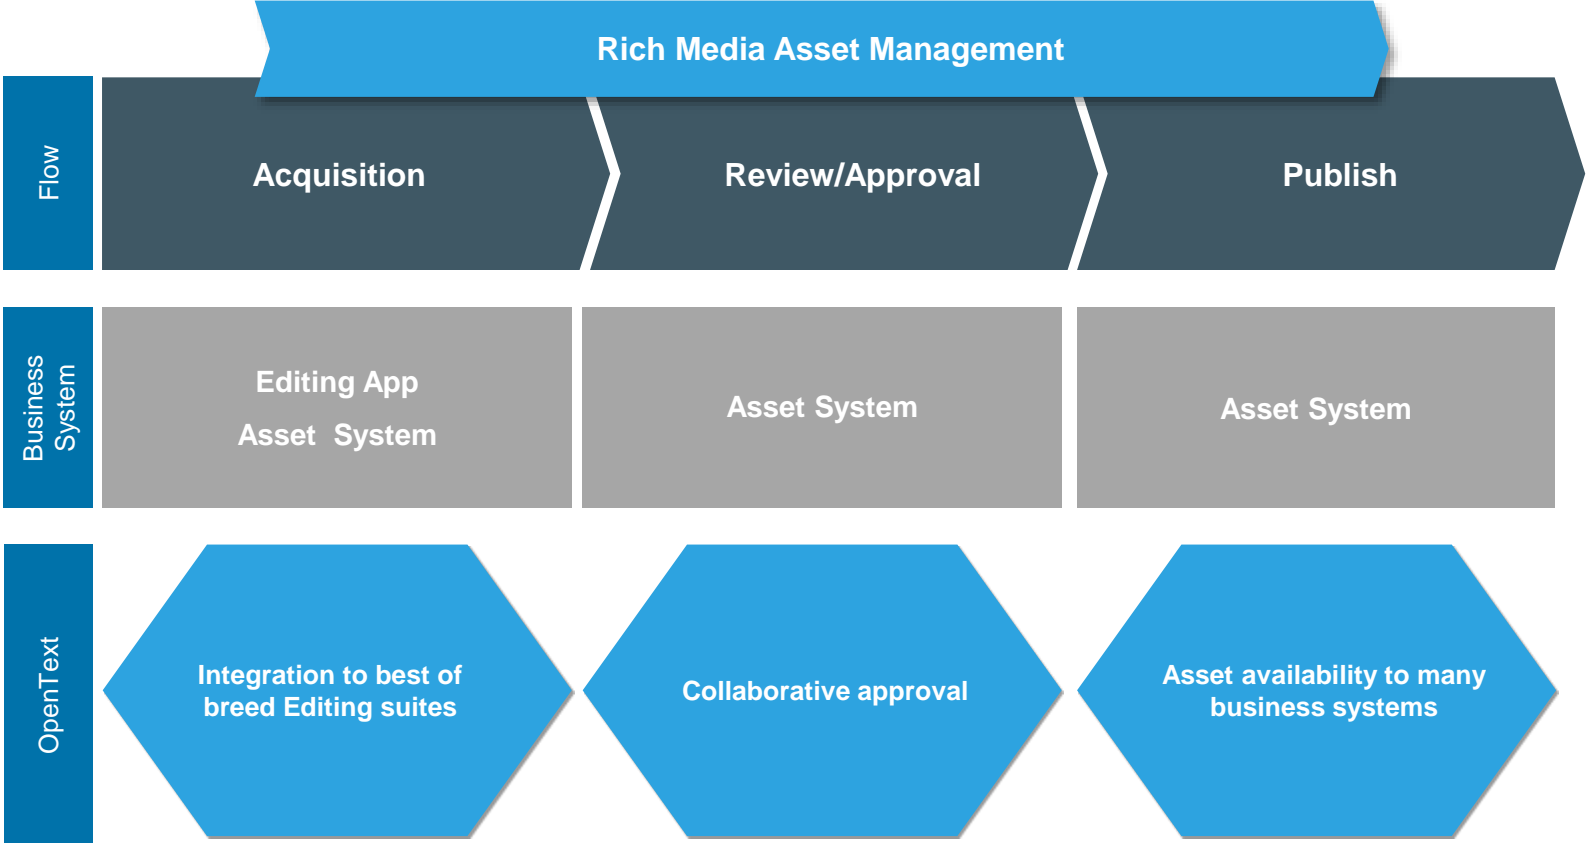 Rich Media Asset Management
Flow
Acquisition
Review/Approval
Publish
Business
System
Editing App
Asset System
Asset System
Asset System
OpenText
Integration to best of
breed Editing suites
Collaborative approval
Asset availability to many
business systems